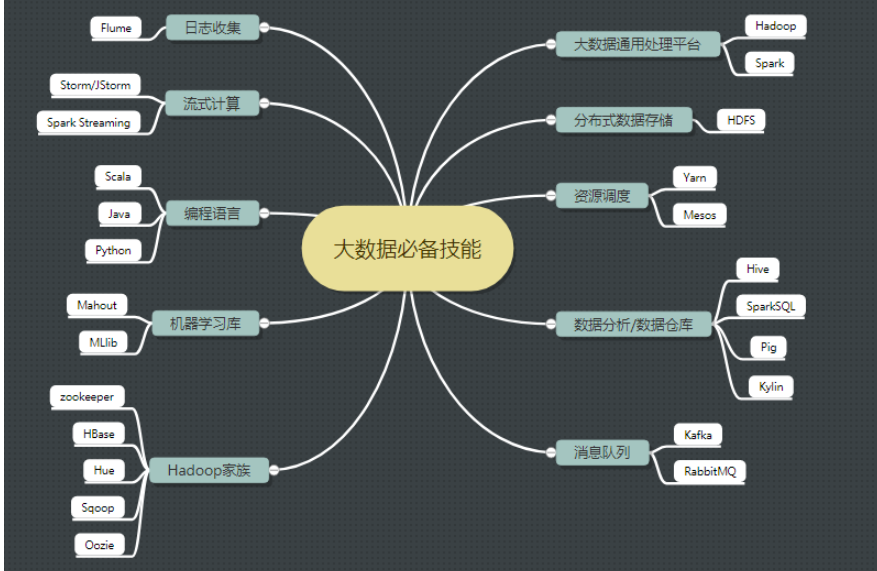 大数据必备技能
日志收集
Flume
流式计算
Storm/JStorm
Spark Streaming
编程语言
Scala
Java
Python
机器学习库
Mahout
MLlib
Hadoop家族
zookeeper
HBase
Hue
Sqoop
Oozie
大数据通用处理平台
Hadoop
Spark
分布式数据存储
HDFS
资源调度
Yarn
Mesos
数据分析/数据仓库
Hive
SparkSQL
Pig
Kylin
消息队列
Kafka
RabbitMQ